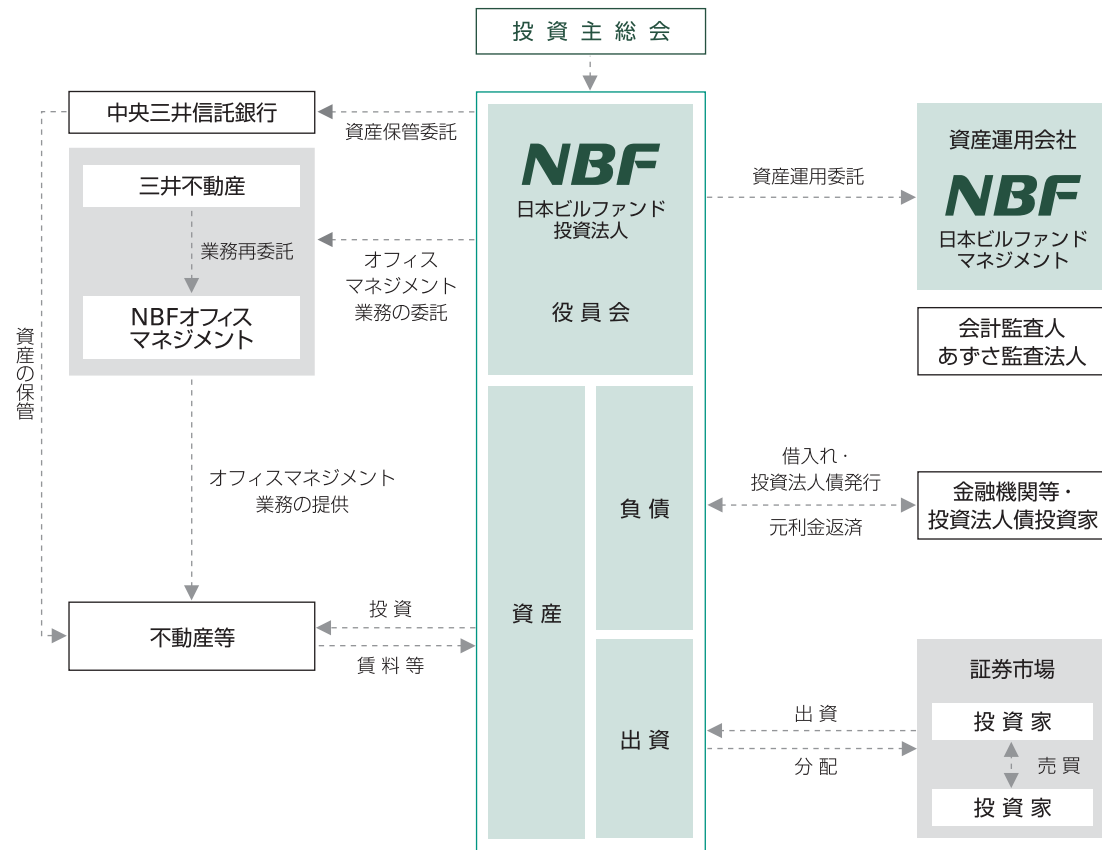 投資主総会
中央三井信託銀行
資産保管委託
三井不動産
業務再委託
NBFオフィス
マネジメント
オフィス
マネジメント
業務の委託
資産の保管
オフィスマネジメント
業務の提供
不動産等
投資
賃料等
NBF
日本ビルファンド
投資法人
役員会
資産
負債
出資
資産運用委託
資産運用会社
NBF
日本ビルファンド
マネジメント
会計監査人
あずさ監査法人
借入れ・
投資法人債発行
元利金返済
金融機関等・
投資法人債投資家
出資
分配
証券市場
投資家
売買
投資家